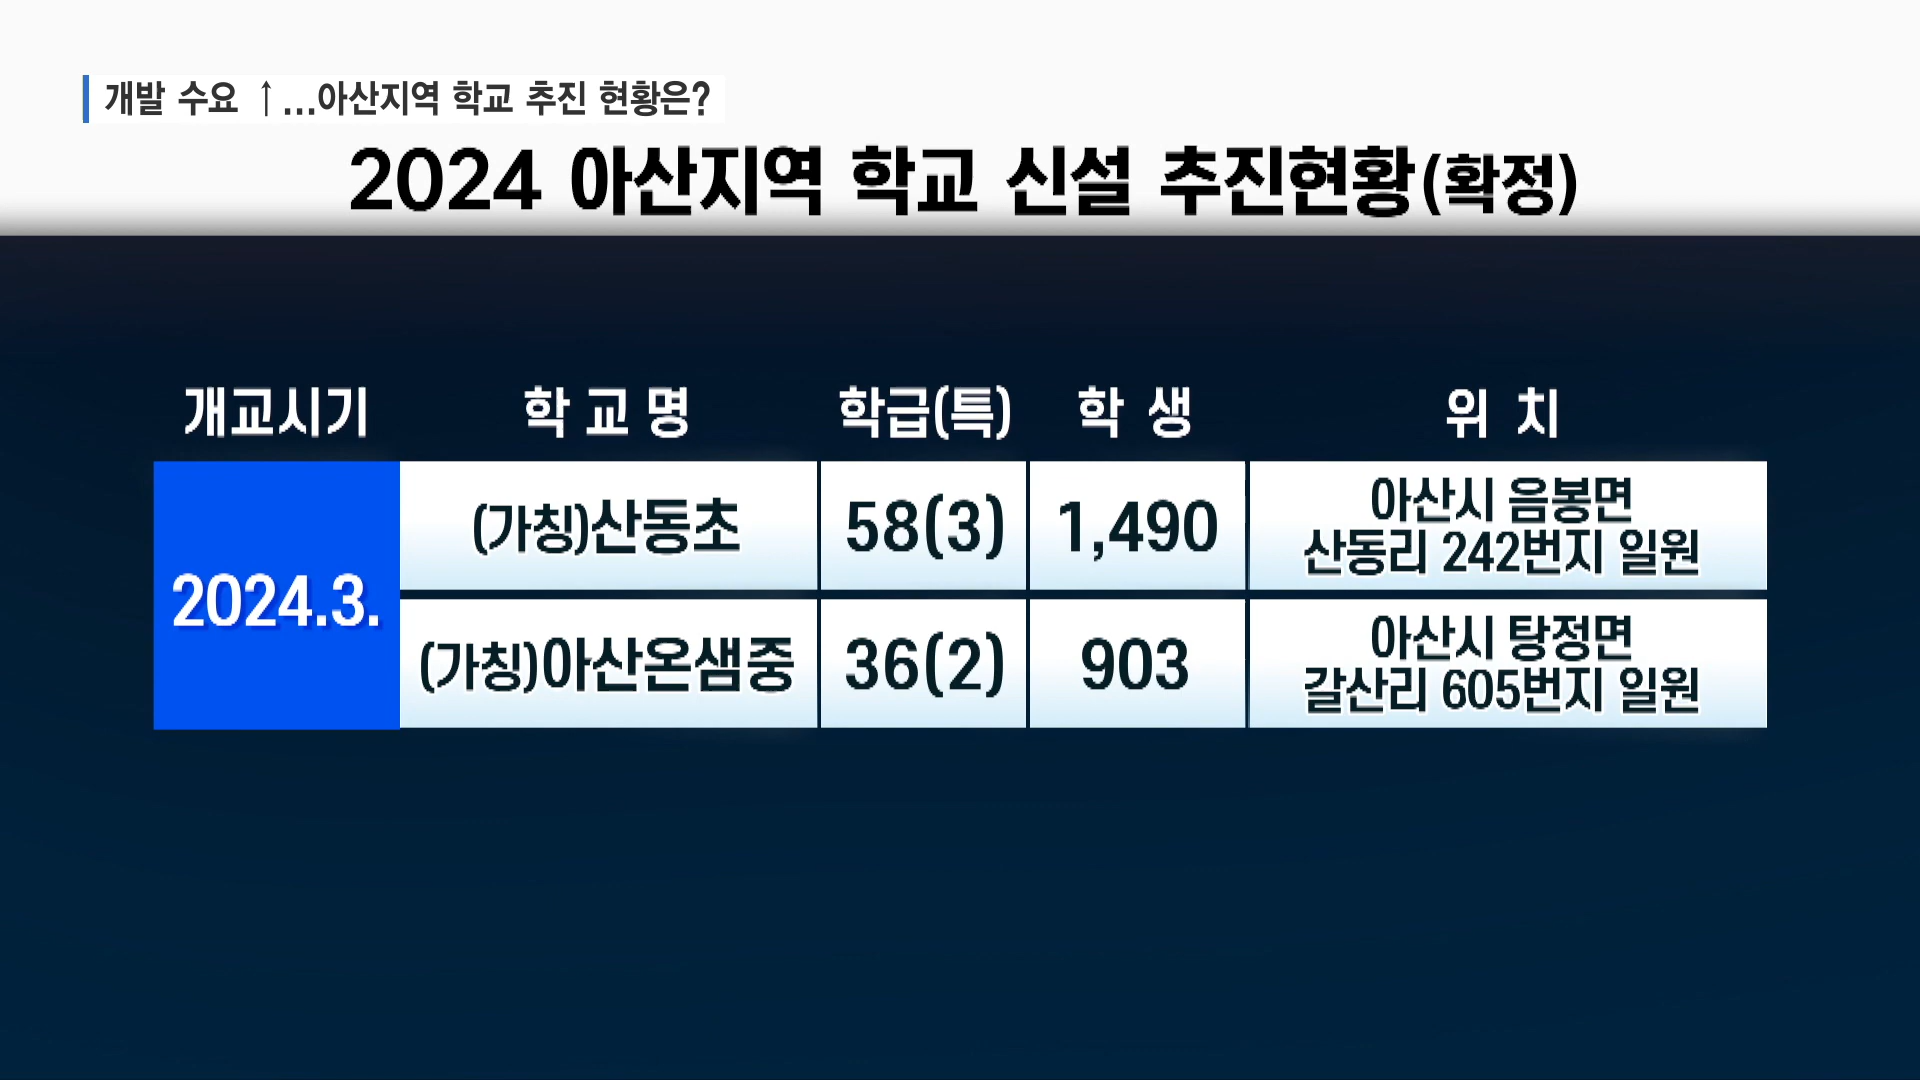 개발 수요 ↑...아산지역 학교 추진 현황은?
2024 아산지역 학교 신설 추진현황(확정)
개교시기 학교명 학급(특) 학생 위치
2024.3.
(가칭)산동초 58(3) 1,490 아산시 음봉면
산동리 242번지 일원
(가칭)아산온샘중 36(2) 903 아산시 탕정면
갈산리 605번지 일원